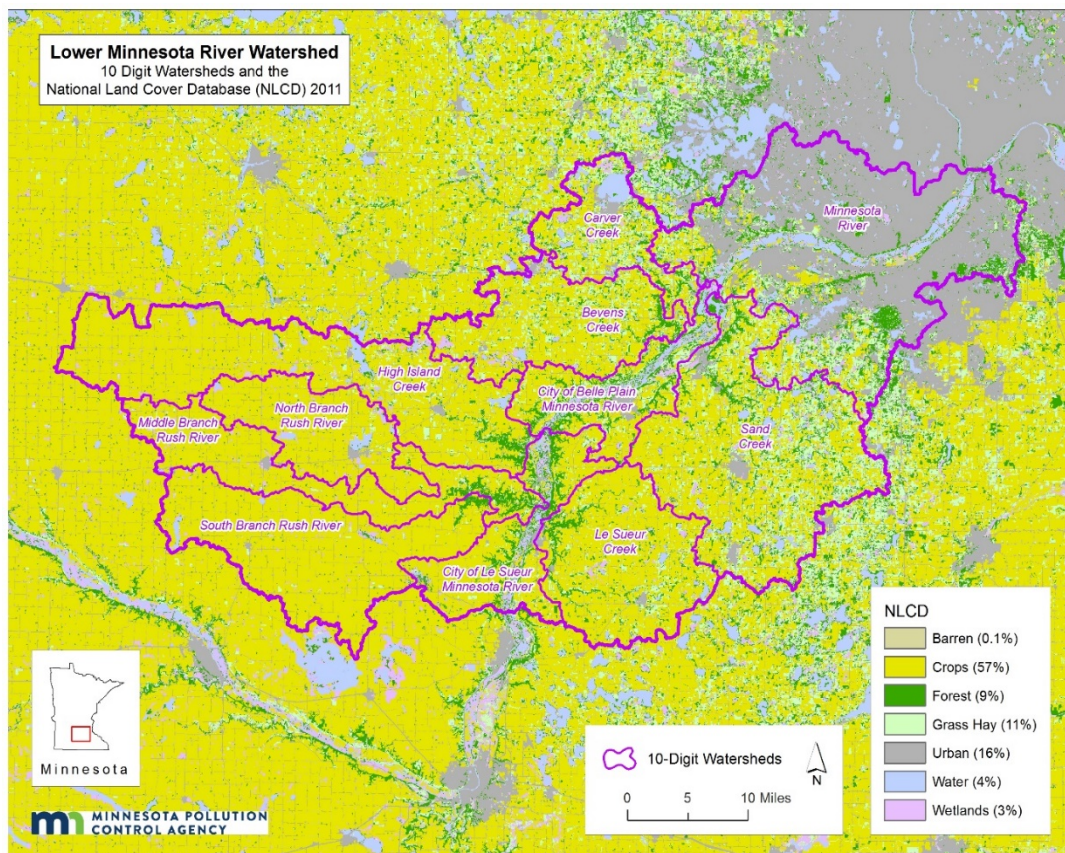 Lower Minnesota River Watershed
10 Digit Watersheds and the
National Land Cover Database (NLCD) 2011
Carver
Creek
Minnesota
River
Bevens
Creek
High Island
Creek
City of Belle Plain
Minnesota River
North Branch
Rush River
Middle Branch
Rush River
Sand
Creek
South Branch Rush River
Le Sueur
Creek
City of Le Sueur
Minnesota River
NLCD
Barren (0.1%)
Crops (57%)
Forest (9%)
Grass Hay (11%)
Urban (16%)
Water (4%)
Wetlands (3%)
10-Digit Watersheds
N
0 5 10 Miles
Minnesota
mn MINNESOTA POLLUTION
CONTROL AGENCY